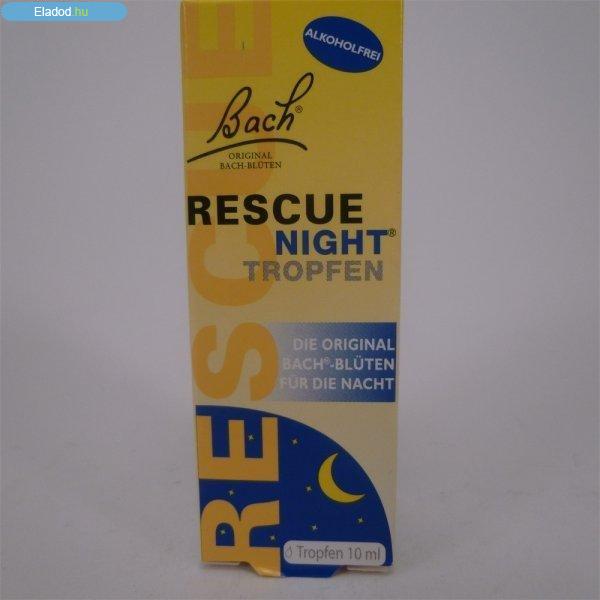 Eladod.hu
ALKOHOLFREI
Bach®
ORIGINAL
BACH-BLÜTEN
RESCUE
NIGHT®
TROPFEN
DIE ORIGINAL
BACH®-BLÜTEN
FÜR DIE NACHT
RESCUE
Tropfen 10 ml